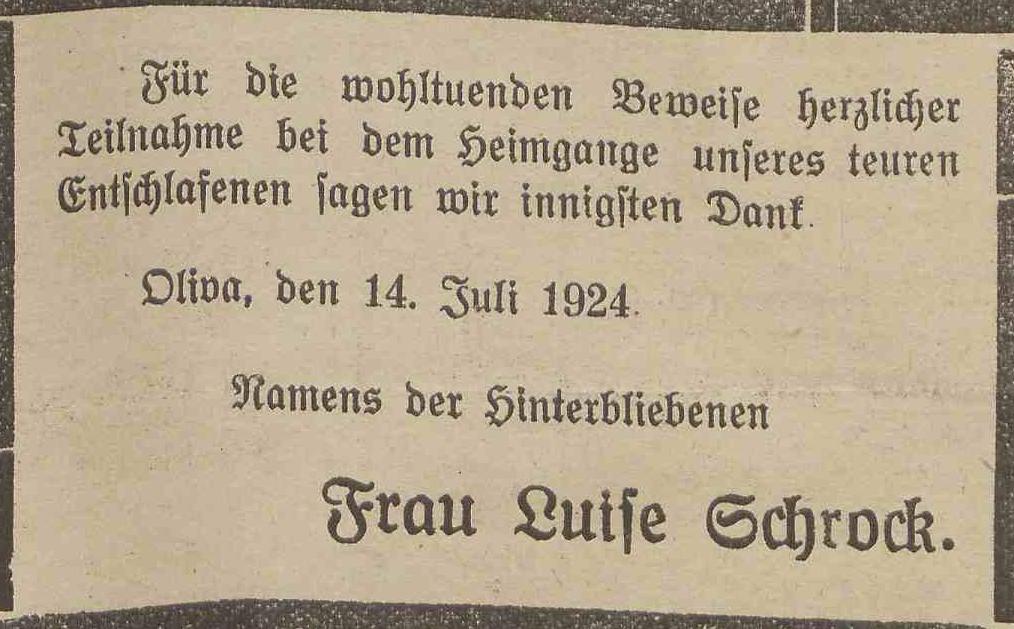 Für die wohltuenden Beweise herzlicher
Teilnahme bei dem Heimgange unseres teuren
Entschlafenen sagen wir innigsten Dank.
Oliva, den 14. Juli 1924.
Namens der Hinterbliebenen
Frau Luise Schrock.